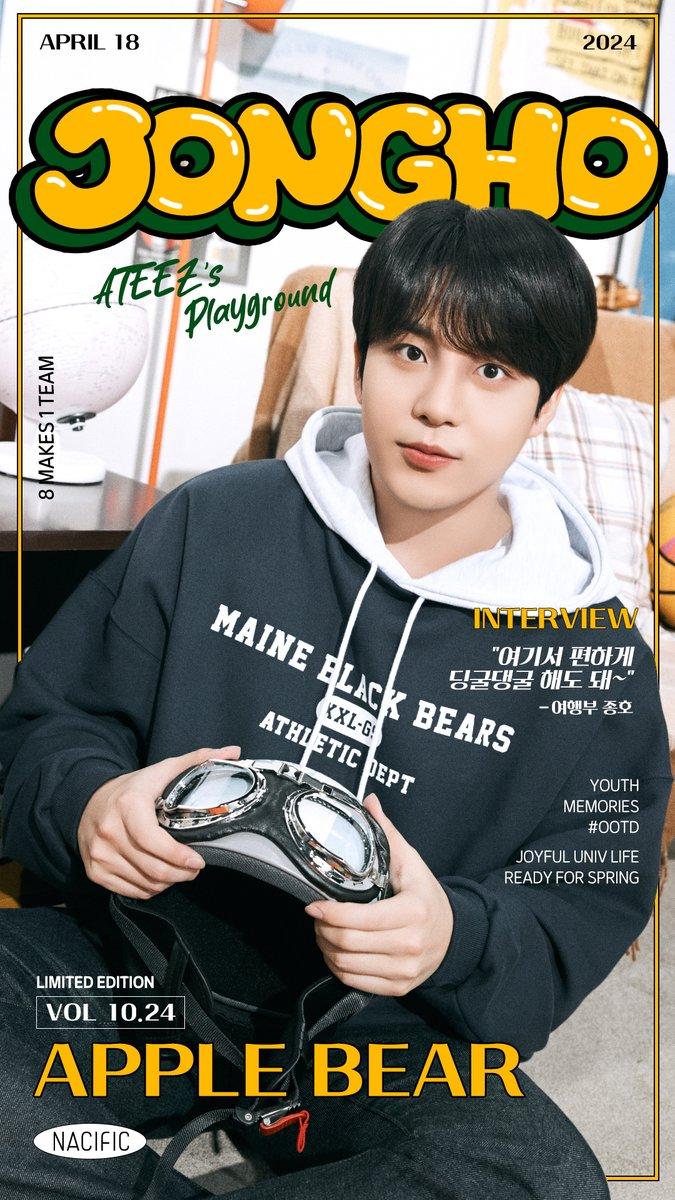 APRIL 18
2024
JONGHO
ATEEZ's
Playground
8 MAKES 1 TEAM
INTERVIEW
"여기서 편하게
딩굴댕굴 해도 돼~"
- 여행부 종호
MAINE BLACK BEARS
XXL-G
ATHLETIC DEPT
YOUTH
MEMORIES
#OOTD
JOYFUL UNIV LIFE
READY FOR SPRING
LIMITED EDITION
VOL 10.24
APPLE BEAR
NACIFIC